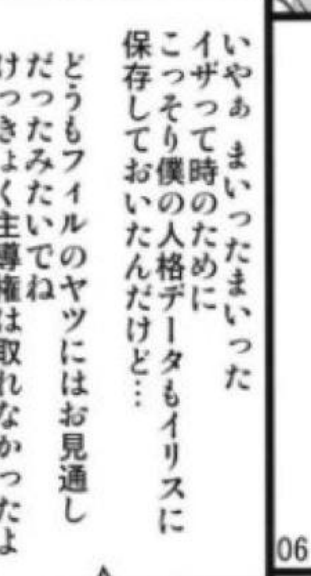 いやぁ まいったまいった
イザって時のために
こっそり僕の人格データもイリスに
保存しておいたんだけど…
どうもフィルのヤツにはお見通し
だったみたいでね
けっきょく主導権は取れなかったよ
06